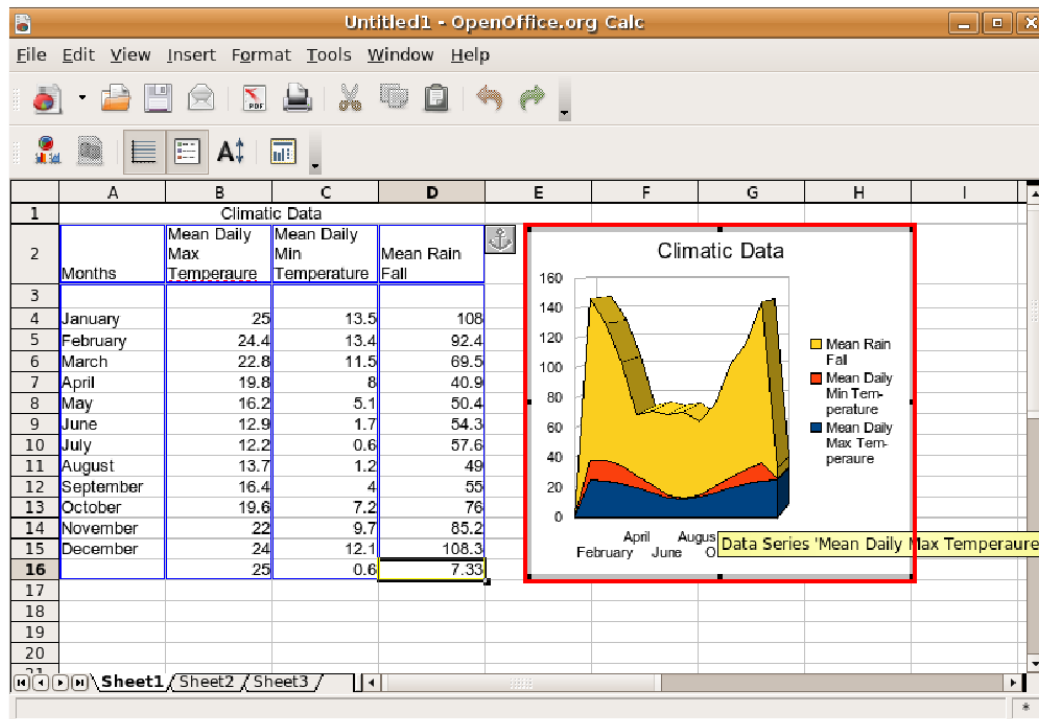 Untitled1 - OpenOffice.org Calc
File Edit View Insert Format Tools Window Help
PDF
A
A B C D E F G H I
1 Climatic Data
2 Months Mean Daily Max Temperaure Mean Daily Min Temperature Mean Rain Fall
3
4 January 25 13.5 108
5 February 24.4 13.4 92.4
6 March 22.8 11.5 69.5
7 April 19.8 8 40.9
8 May 16.2 5.1 50.4
9 June 12.9 1.7 54.3
10 July 12.2 0.6 57.6
11 August 13.7 1.2 49
12 September 16.4 4 55
13 October 19.6 7.2 76
14 November 22 9.7 85.2
15 December 24 12.1 108.3
16 25 0.6 7.33
17
18
19
20
Climatic Data
160
140
120
100
80
60
40
20
0
Mean Rain
Fall
Mean Daily
Min Tem-
perature
Mean Daily
Max Tem-
peraure
April Augus
February June O
Data Series 'Mean Daily Max Temperaure
Sheet1 Sheet2 Sheet3
*